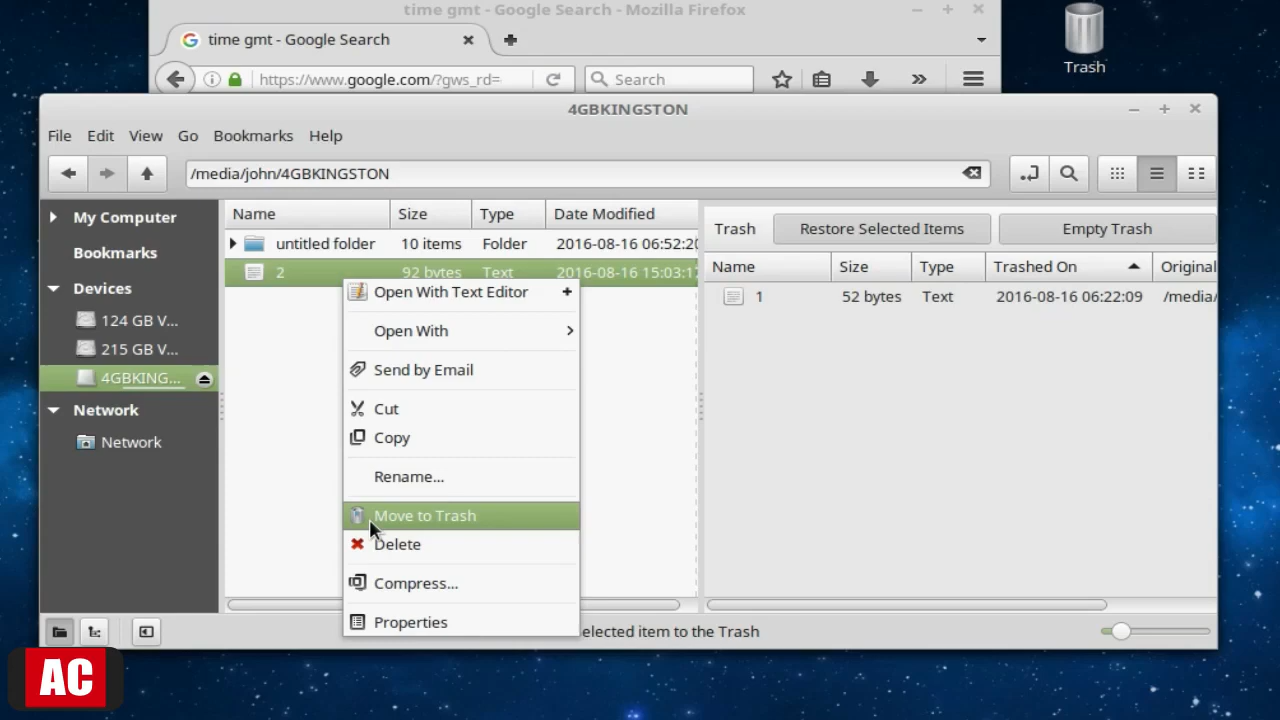 time gmt - Google Search - Mozilla Firefox
time gmt - Google Search
https://www.google.com/?gws_rd=
Search
Trash
4GBKINGSTON
File Edit View Go Bookmarks Help
/media/john/4GBKINGSTON
My Computer
Bookmarks
Devices
124 GB V...
215 GB V...
4GBKING...
Network
Network
Name Size Type Date Modified
untitled folder 10 items Folder 2016-08-16 06:52:20
2 92 bytes Text 2016-08-16 15:03:17
Open With Text Editor
Open With
Send by Email
Cut
Copy
Rename...
Move to Trash
Delete
Compress...
Properties
Trash Restore Selected Items Empty Trash
Name Size Type Trashed On Original
1 52 bytes Text 2016-08-16 06:22:09 /media/
elected item to the Trash
AC